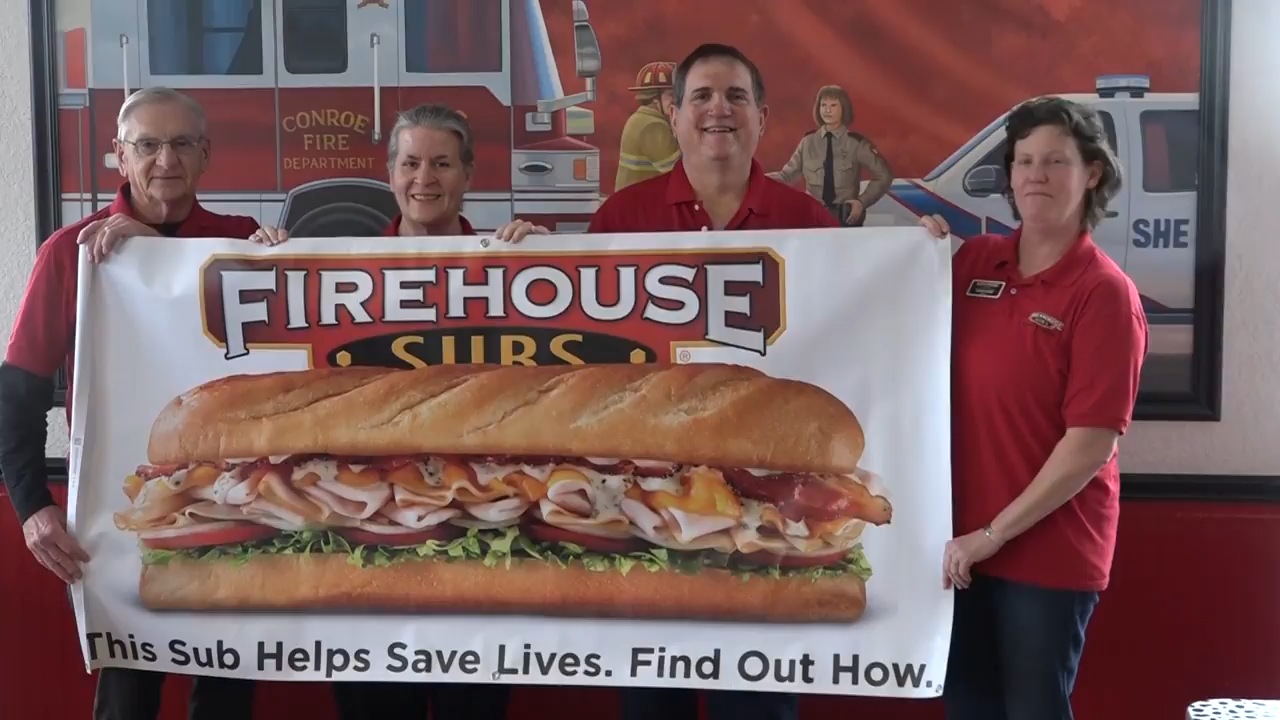 CONROE
FIRE
DEPARTMENT
SHE
FIREHOUSE
SUBS
®
This Sub Helps Save Lives. Find Out How.